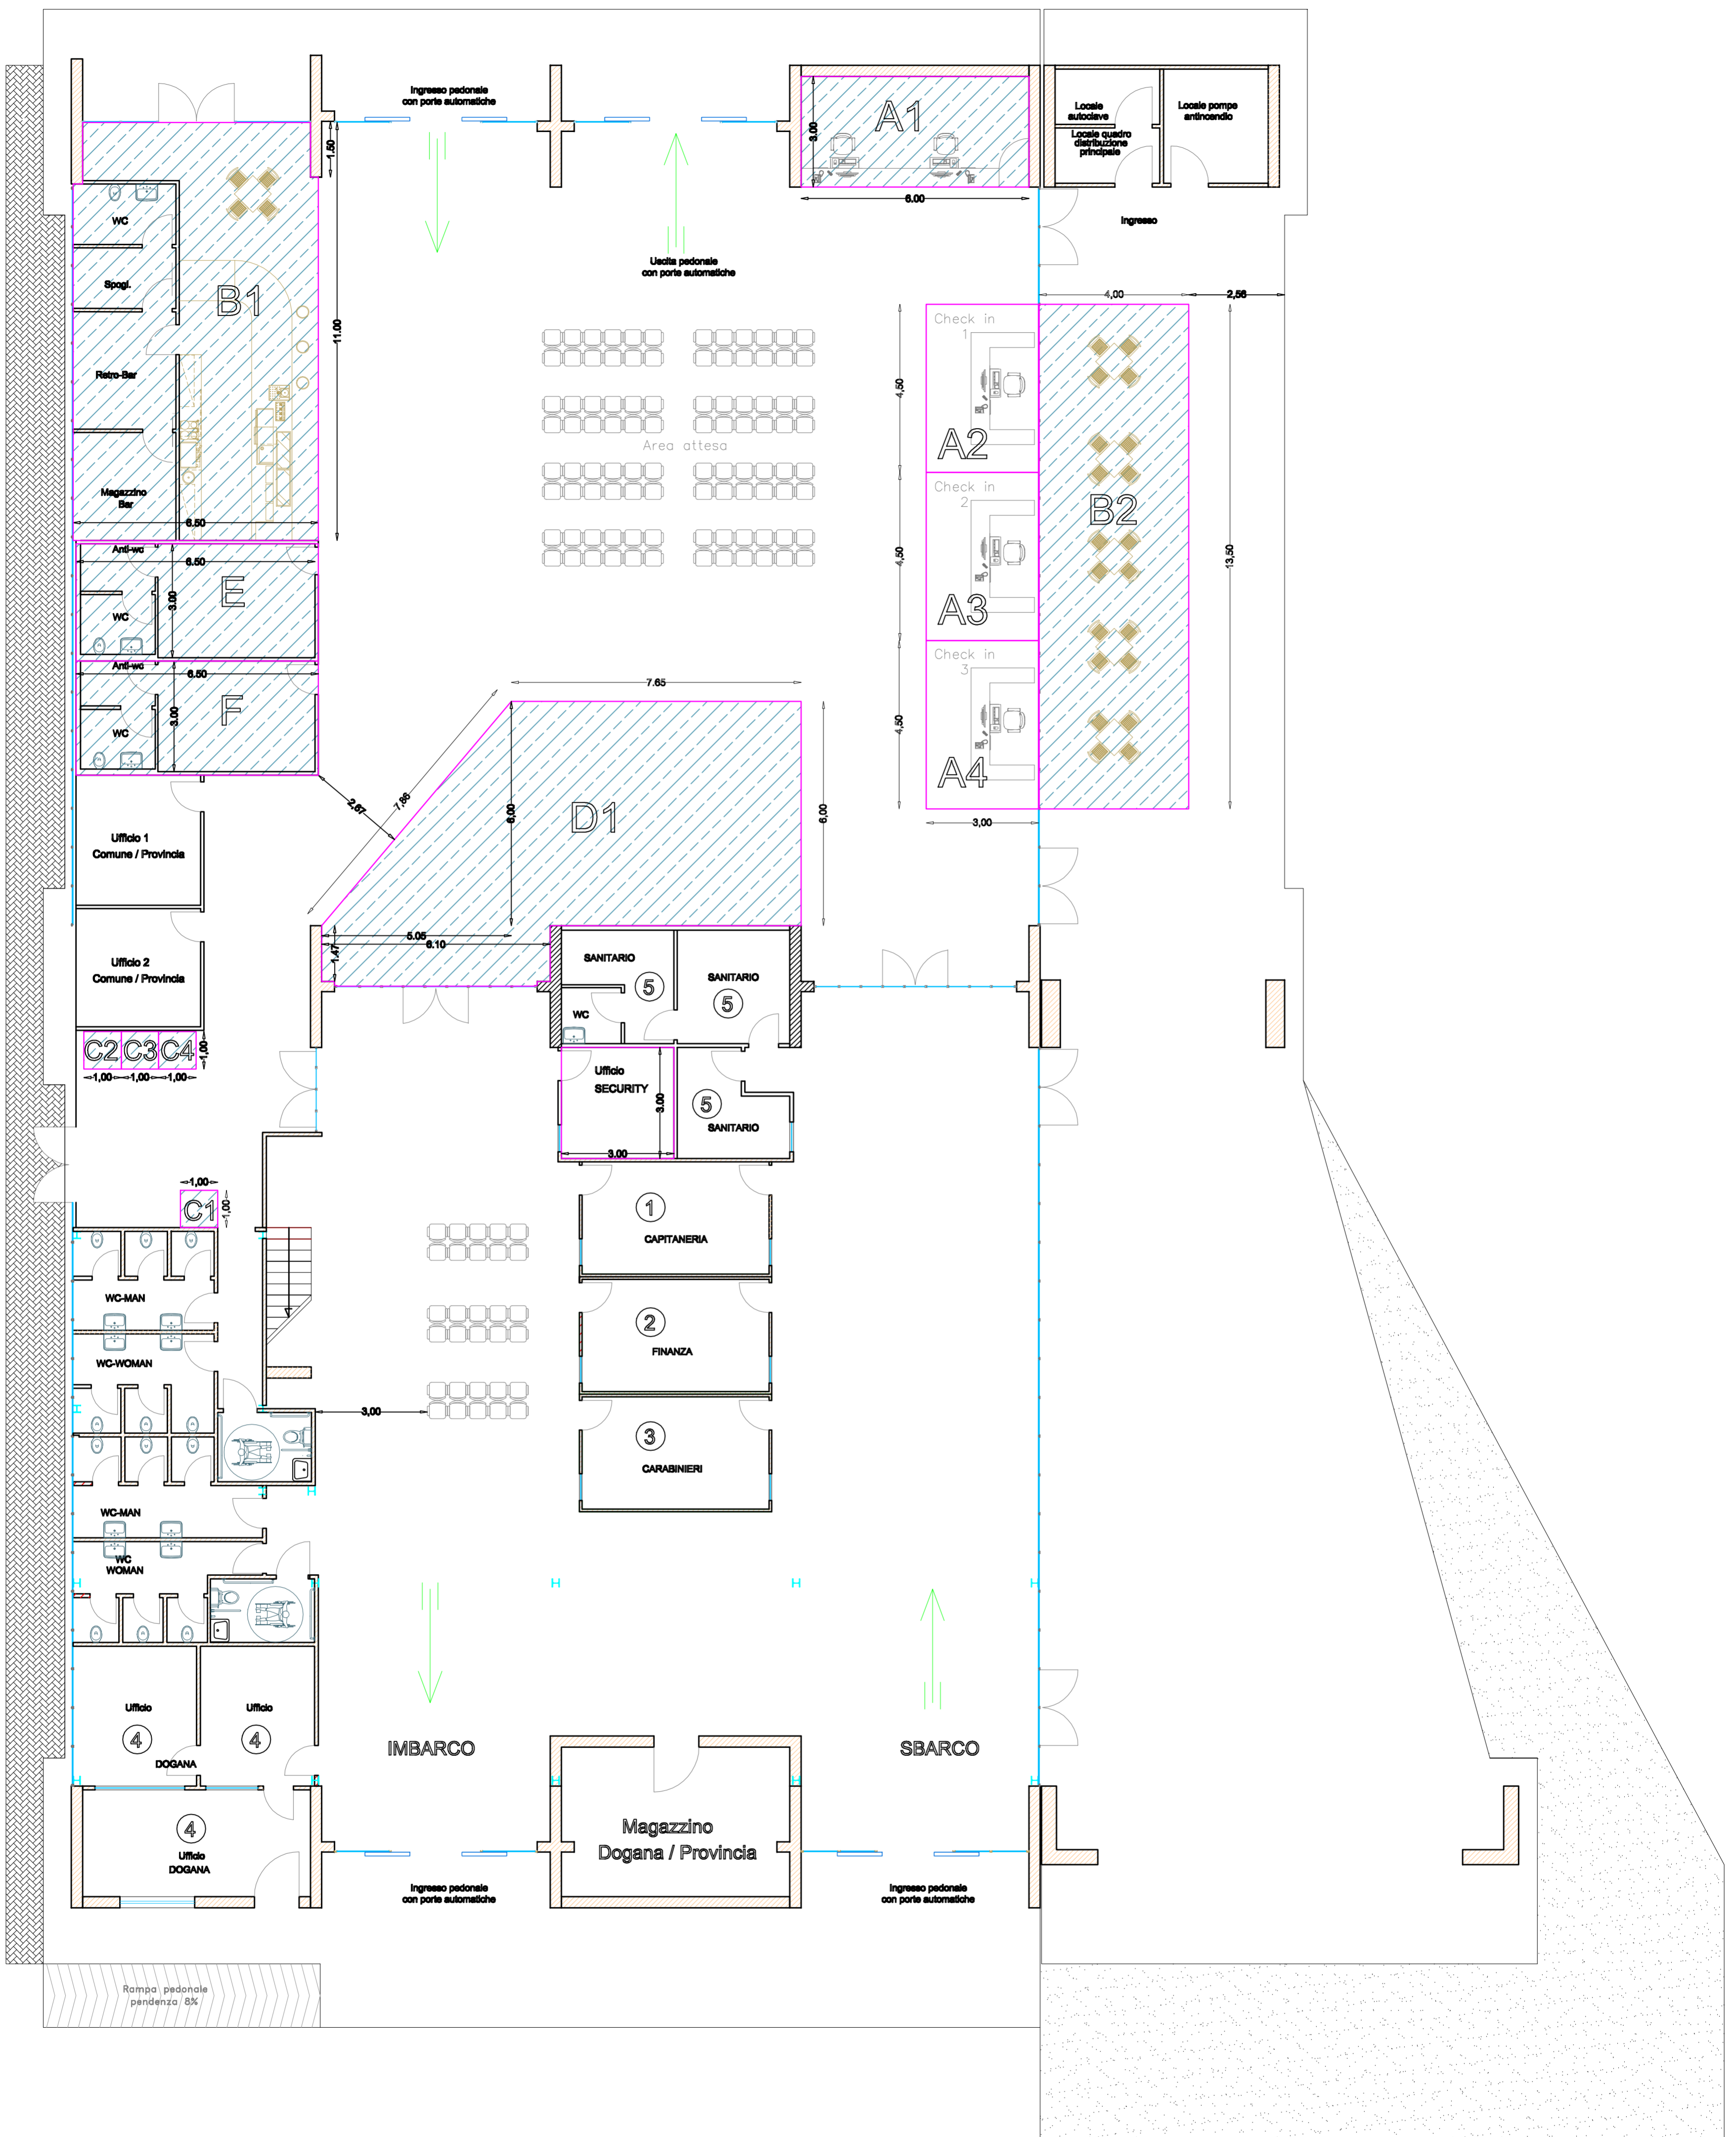 Ingresso pedonale
con porte automatiche
A1
3.00
6.00
Locale
autoclave
Locale pompe
antincendio
Locale quadro
distribuzione
principale
1.50
WC
Ingresso
Uscita pedonale
con porte automatiche
Spogl.
B1
11.00
4,00
2,56
Check in
1
4,50
A2
Retro-Bar
Area attesa
Magazzino
Bar
6.50
Check in
2
4,50
A3
B2
13,50
Anti-wc
6.50
E
3.00
WC
Check in
3
4,50
A4
3,00
Anti-wc
6.50
F
3.00
WC
7.65
7,86
2,67
6,00
D1
6,00
Ufficio 1
Comune / Provincia
5.05
6.10
1.47
Ufficio 2
Comune / Provincia
SANITARIO
5
SANITARIO
5
WC
C2
C3
C4
1,00
1,00
1,00
1,00
Ufficio
SECURITY
3.00
3.00
5
SANITARIO
1,00
C1
1,00
1
CAPITANERIA
WC-MAN
2
FINANZA
WC-WOMAN
3,00
3
CARABINIERI
WC-MAN
WC
WOMAN
Ufficio
4
Ufficio
4
DOGANA
IMBARCO
SBARCO
4
Ufficio
DOGANA
Magazzino
Dogana / Provincia
Ingresso pedonale
con porte automatiche
Ingresso pedonale
con porte automatiche
Rampa pedonale
pendenza 8%